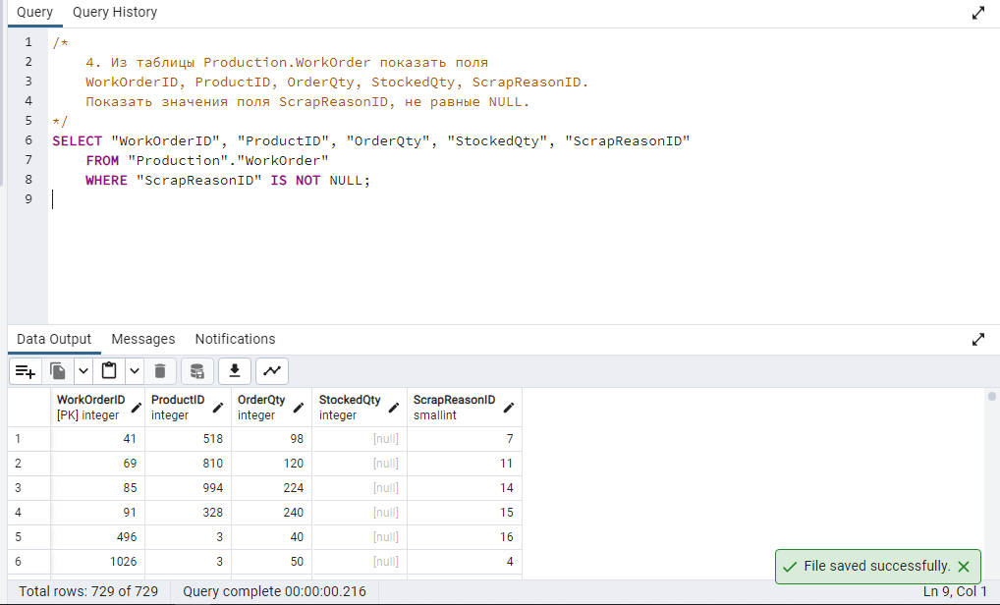 Query Query History
1 /*
2 4. Из таблицы Production.WorkOrder показать поля
3 WorkOrderID, ProductID, OrderQty, StockedQty, ScrapReasonID.
4 Показать значения поля ScrapReasonID, не равные NULL.
5 */
6 SELECT "WorkOrderID", "ProductID", "OrderQty", "StockedQty", "ScrapReasonID"
7 FROM "Production"."WorkOrder"
8 WHERE "ScrapReasonID" IS NOT NULL;
9
Data Output Messages Notifications
WorkOrderID ProductID OrderQty StockedQty ScrapReasonID
[PK] integer integer integer integer smallint
1 41 518 98 [null] 7
2 69 810 120 [null] 11
3 85 994 224 [null] 14
4 91 328 240 [null] 15
5 496 3 40 [null] 16
6 1026 3 50 [null] 4
File saved successfully.
Total rows: 729 of 729 Query complete 00:00:00.216 Ln 9, Col 1